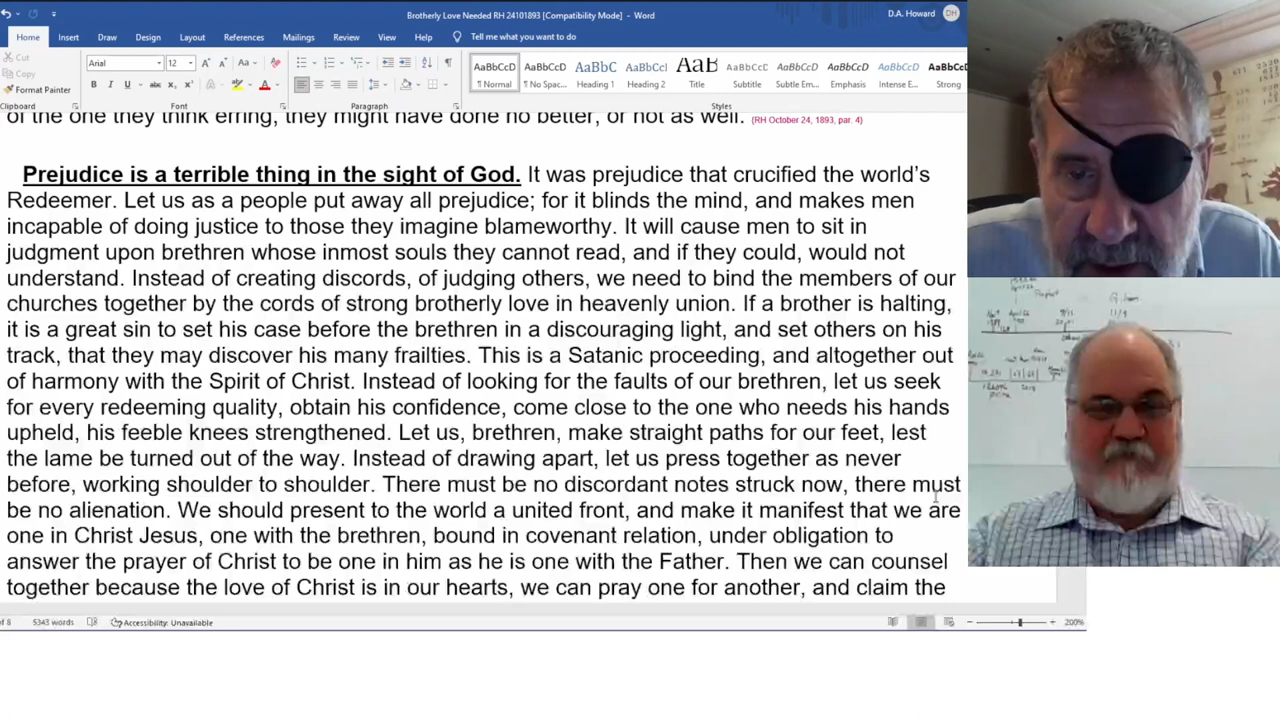 Brotherly Love Needed RH 24101893 [Compatibility Mode] - Word
D.A. Howard DH
Home Insert Draw Design Layout References Mailings Review View Help Tell me what you want to do
Cut
Copy
Format Painter
Arial 12
AaBbCcD AaBbCcD AaBbC AaBbCcD AaB AaBbCcD AaBbCcD AaBbCcD AaBbCcD AaBbCcD
¶ Normal ¶ No Spac... Heading 1 Heading 2 Title Subtitle Subtle Em... Emphasis Intense E... Strong
Clipboard Font Paragraph Styles
of the one they think erring, they might have done no better, or not as well. (RH October 24, 1893, par. 4)
Prejudice is a terrible thing in the sight of God. It was prejudice that crucified the world's
Redeemer. Let us as a people put away all prejudice; for it blinds the mind, and makes men
incapable of doing justice to those they imagine blameworthy. It will cause men to sit in
judgment upon brethren whose inmost souls they cannot read, and if they could, would not
understand. Instead of creating discords, of judging others, we need to bind the members of our
churches together by the cords of strong brotherly love in heavenly union. If a brother is halting,
it is a great sin to set his case before the brethren in a discouraging light, and set others on his
track, that they may discover his many frailties. This is a Satanic proceeding, and altogether out
of harmony with the Spirit of Christ. Instead of looking for the faults of our brethren, let us seek
for every redeeming quality, obtain his confidence, come close to the one who needs his hands
upheld, his feeble knees strengthened. Let us, brethren, make straight paths for our feet, lest
the lame be turned out of the way. Instead of drawing apart, let us press together as never
before, working shoulder to shoulder. There must be no discordant notes struck now, there must
be no alienation. We should present to the world a united front, and make it manifest that we are
one in Christ Jesus, one with the brethren, bound in covenant relation, under obligation to
answer the prayer of Christ to be one in him as he is one with the Father. Then we can counsel
together because the love of Christ is in our hearts, we can pray one for another, and claim the
of 8 5343 words Accessibility: Unavailable 200%